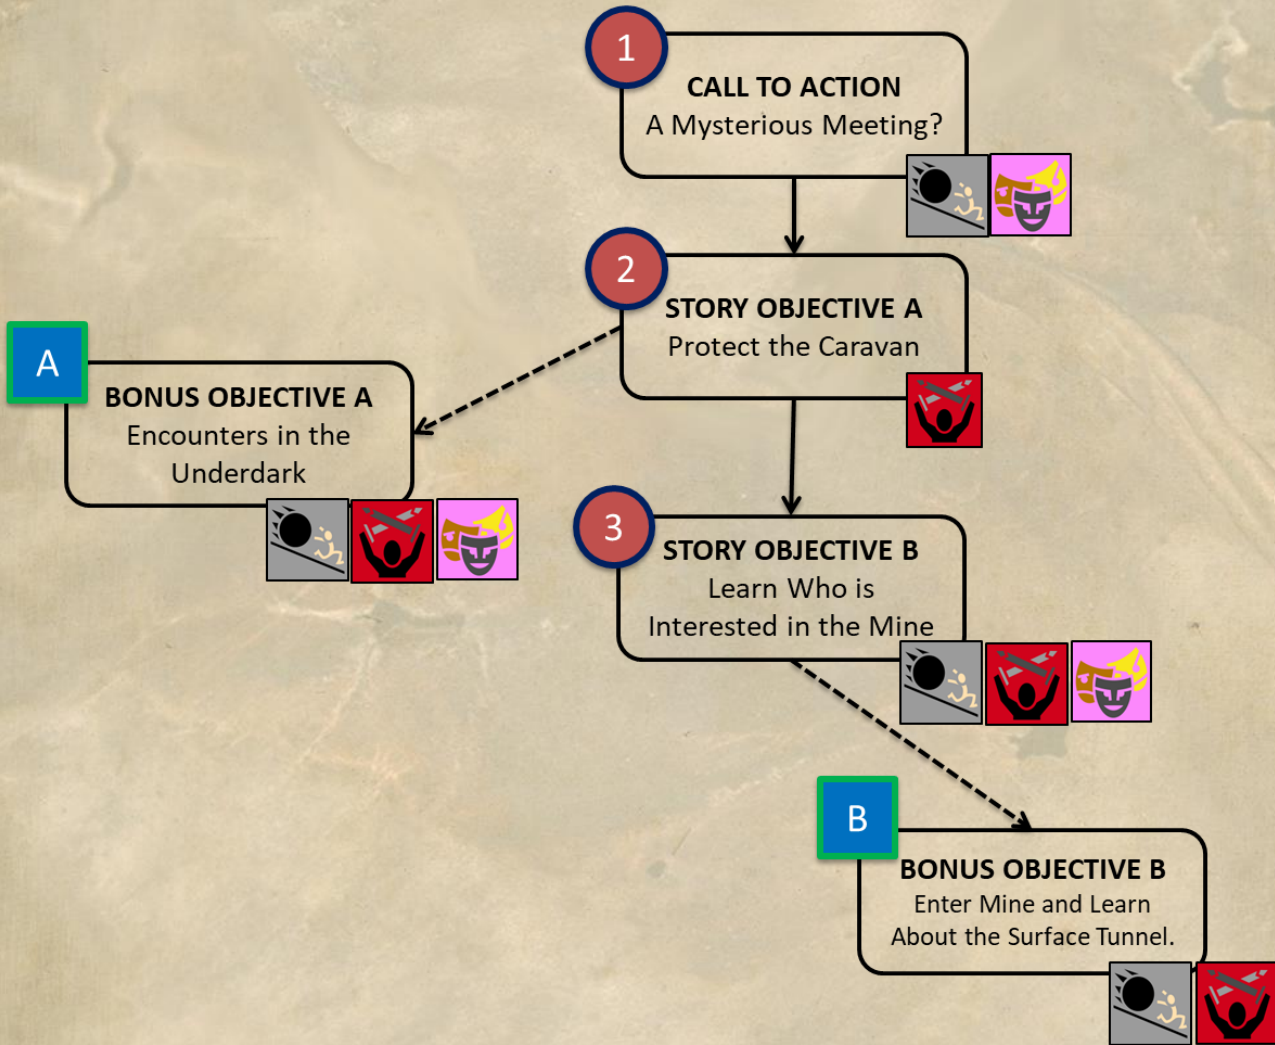 1
CALL TO ACTION
A Mysterious Meeting?
2
STORY OBJECTIVE A
Protect the Caravan
A
BONUS OBJECTIVE A
Encounters in the
Underdark
3
STORY OBJECTIVE B
Learn Who is
Interested in the Mine
B
BONUS OBJECTIVE B
Enter Mine and Learn
About the Surface Tunnel.